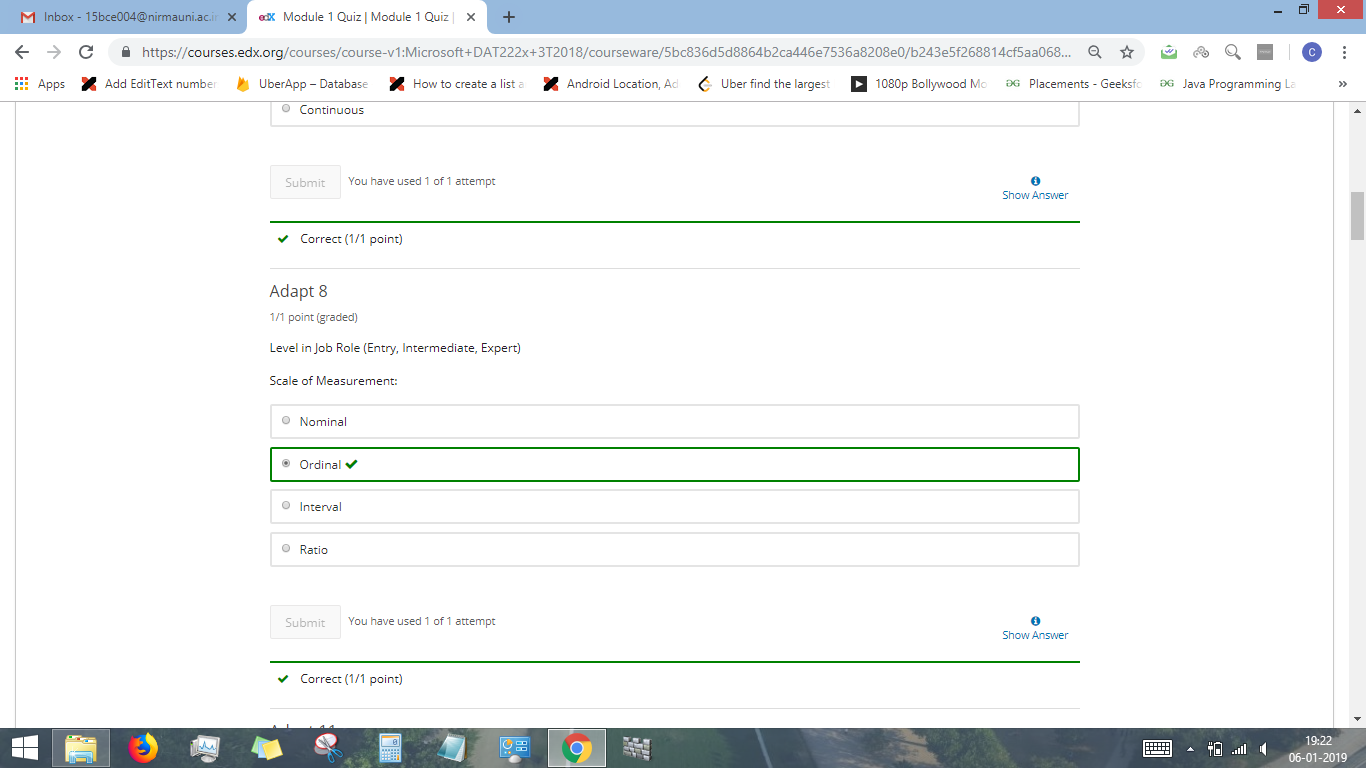 Inbox - 15bce004@nirmauni.ac.in
edX Module 1 Quiz | Module 1 Quiz |
https://courses.edx.org/courses/course-v1:Microsoft+DAT222x+3T2018/courseware/5bc836d5d8864b2ca446e7536a8208e0/b243e5f268814cf5aa068...
C
Apps
Add EditText number
UberApp – Database
How to create a list a
Android Location, Ad
Uber find the largest
1080p Bollywood Mo
Placements - Geeksfo
Java Programming La
»
Continuous
Submit You have used 1 of 1 attempt
Show Answer
Correct (1/1 point)
Adapt 8
1/1 point (graded)
Level in Job Role (Entry, Intermediate, Expert)
Scale of Measurement:
Nominal
Ordinal
Interval
Ratio
Submit You have used 1 of 1 attempt
Show Answer
Correct (1/1 point)
19:22
06-01-2019